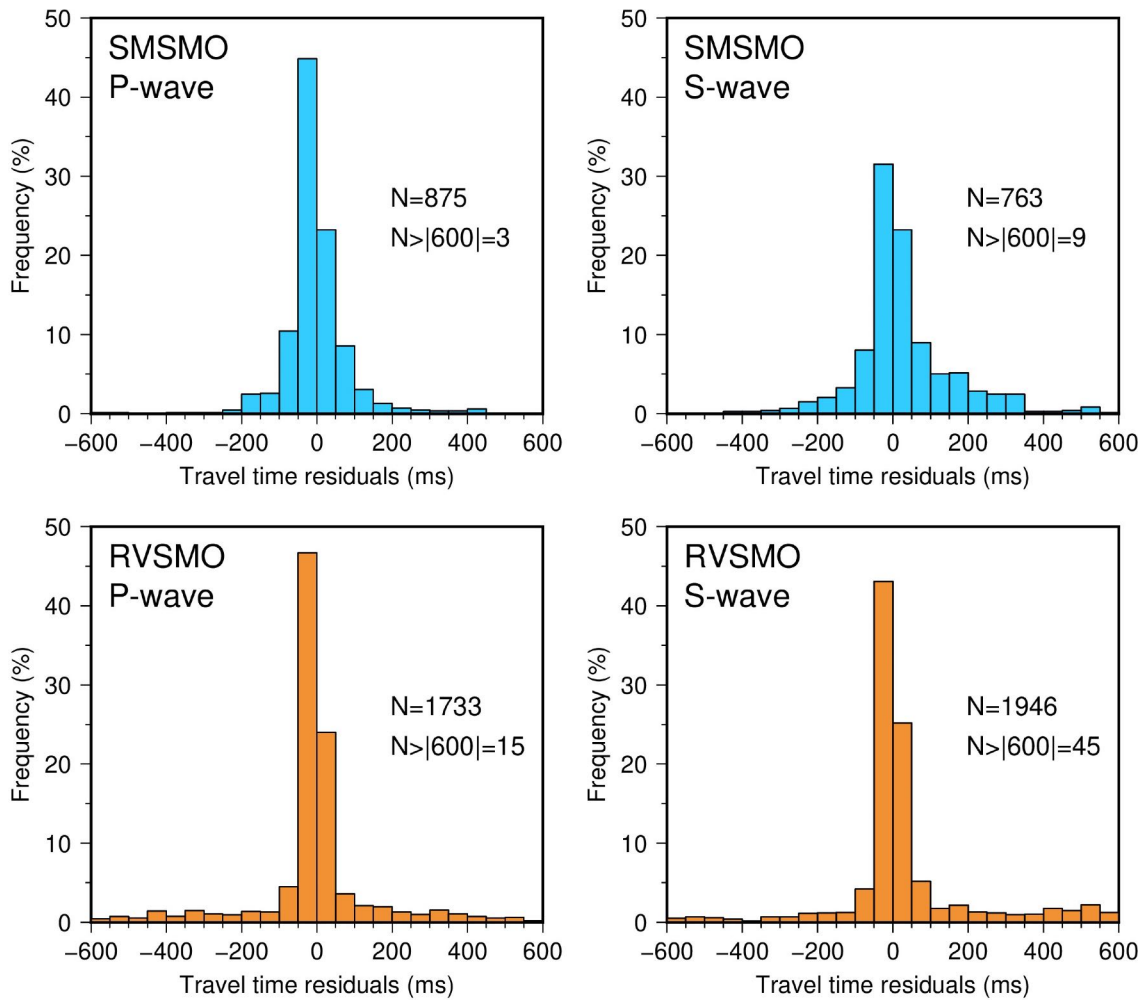 SMSMO
P-wave
N=875
N>|600|=3
Frequency (%)
50
40
30
20
10
0
−600 −400 −200 0 200 400 600
Travel time residuals (ms)
SMSMO
S-wave
N=763
N>|600|=9
Frequency (%)
50
40
30
20
10
0
−600 −400 −200 0 200 400 600
Travel time residuals (ms)
RVSMO
P-wave
N=1733
N>|600|=15
Frequency (%)
50
40
30
20
10
0
−600 −400 −200 0 200 400 600
Travel time residuals (ms)
RVSMO
S-wave
N=1946
N>|600|=45
Frequency (%)
50
40
30
20
10
0
−600 −400 −200 0 200 400 600
Travel time residuals (ms)